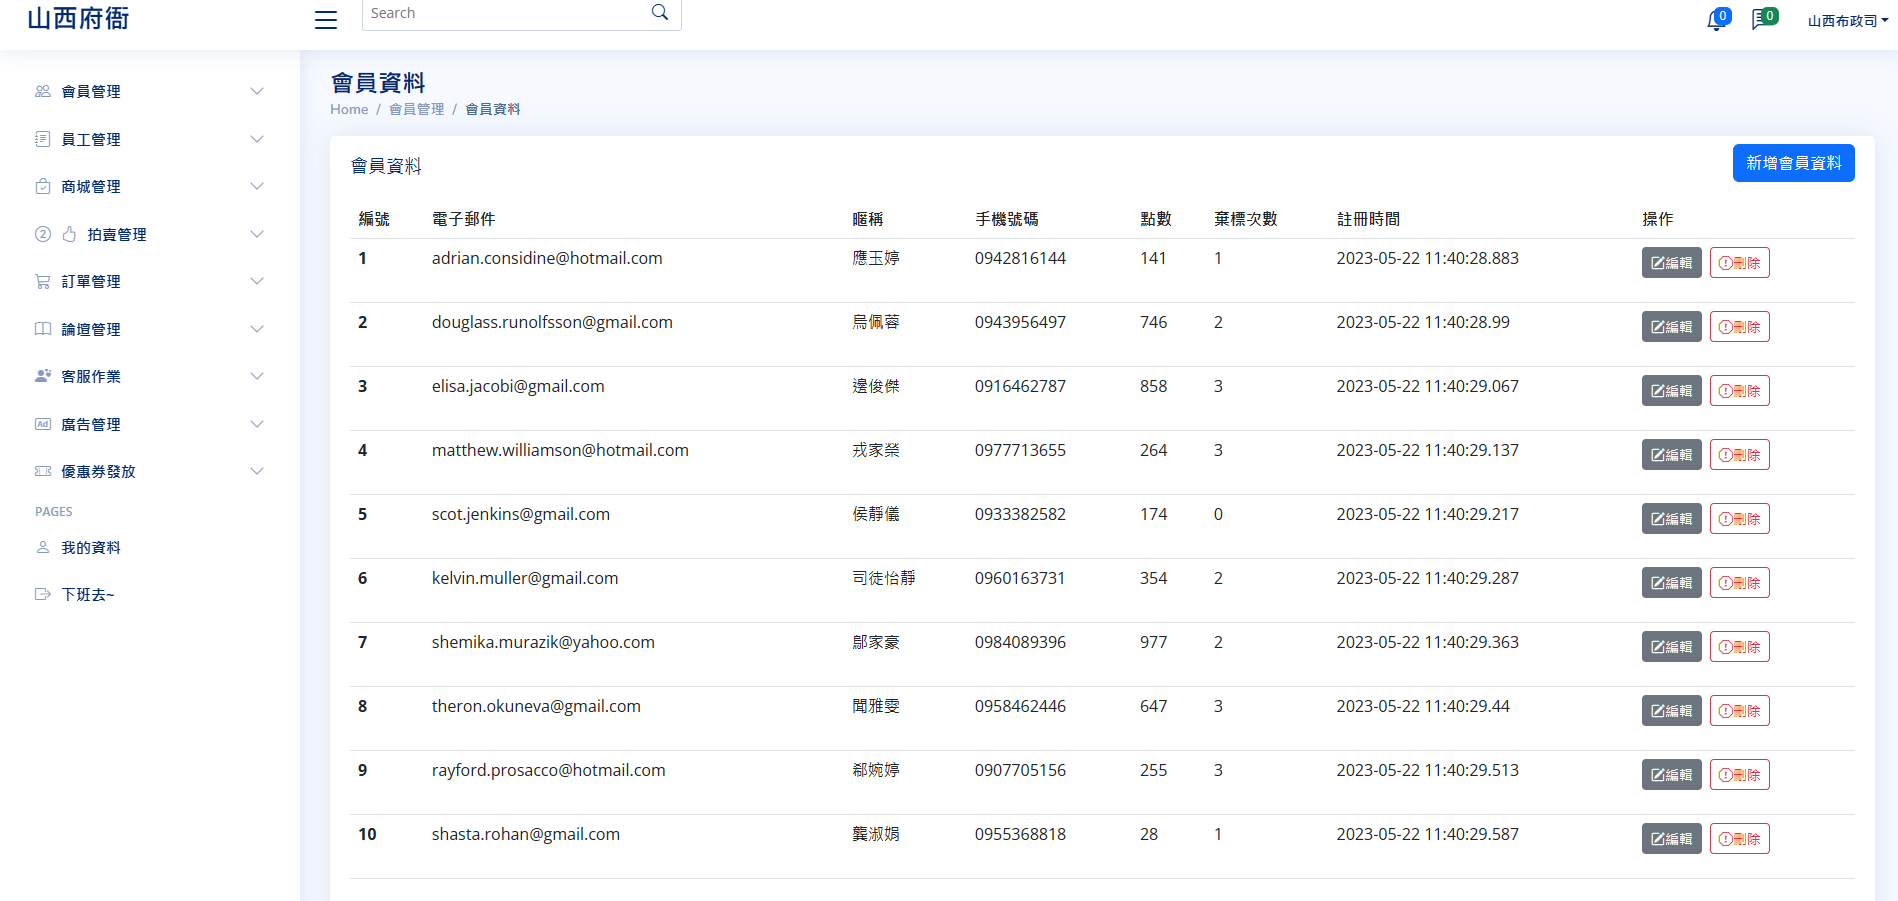 山西府衙
Search
0
0
山西布政司
會員管理
員工管理
商城管理
2 拍賣管理
訂單管理
論壇管理
客服作業
Ad 廣告管理
優惠券發放
PAGES
我的資料
下班去~
會員資料
Home / 會員管理 / 會員資料
會員資料
新增會員資料
編號 電子郵件 暱稱 手機號碼 點數 棄標次數 註冊時間 操作
1 adrian.considine@hotmail.com 應玉婷 0942816144 141 1 2023-05-22 11:40:28.883 編輯 刪除
2 douglass.runolfsson@gmail.com 烏佩蓉 0943956497 746 2 2023-05-22 11:40:28.99 編輯 刪除
3 elisa.jacobi@gmail.com 邊俊傑 0916462787 858 3 2023-05-22 11:40:29.067 編輯 刪除
4 matthew.williamson@hotmail.com 戎家榮 0977713655 264 3 2023-05-22 11:40:29.137 編輯 刪除
5 scot.jenkins@gmail.com 侯靜儀 0933382582 174 0 2023-05-22 11:40:29.217 編輯 刪除
6 kelvin.muller@gmail.com 司徒怡靜 0960163731 354 2 2023-05-22 11:40:29.287 編輯 刪除
7 shemika.murazik@yahoo.com 鄔家豪 0984089396 977 2 2023-05-22 11:40:29.363 編輯 刪除
8 theron.okuneva@gmail.com 聞雅雯 0958462446 647 3 2023-05-22 11:40:29.44 編輯 刪除
9 rayford.prosacco@hotmail.com 郗婉婷 0907705156 255 3 2023-05-22 11:40:29.513 編輯 刪除
10 shasta.rohan@gmail.com 龔淑娟 0955368818 28 1 2023-05-22 11:40:29.587 編輯 刪除